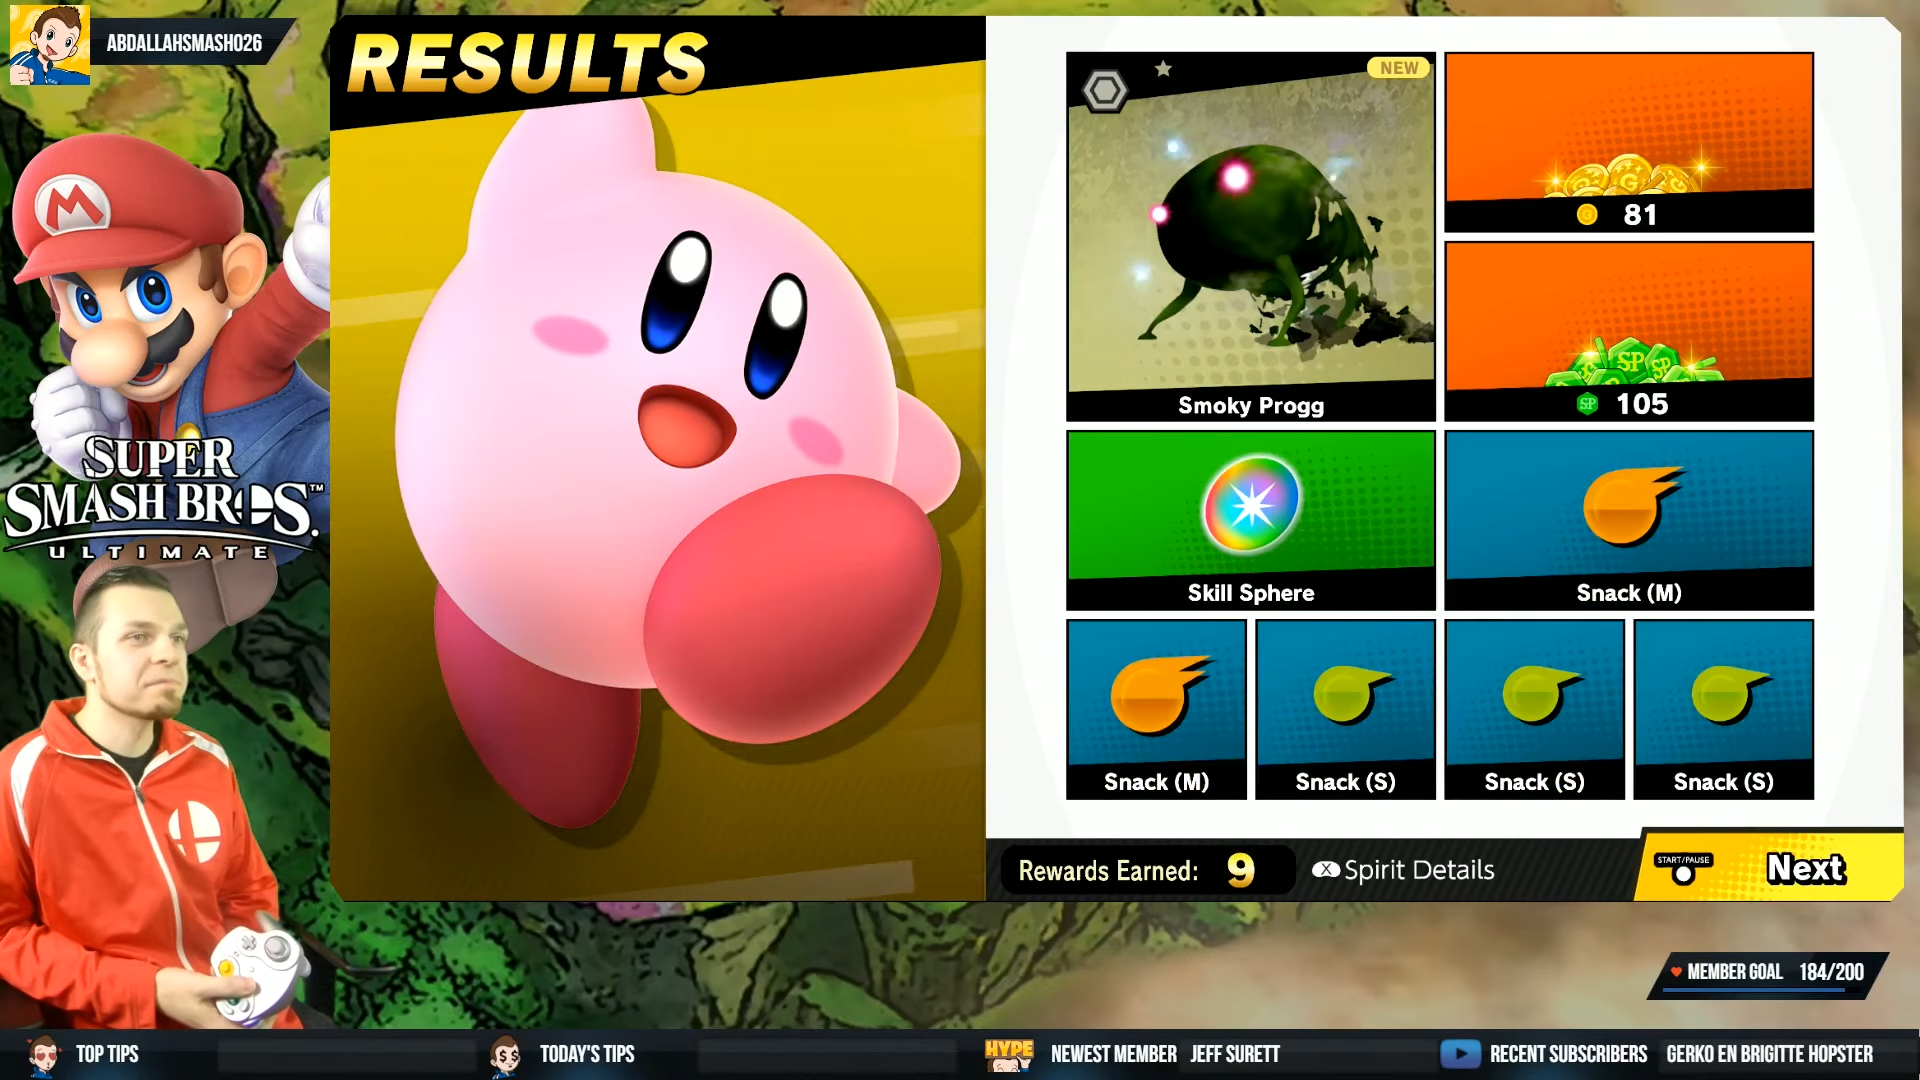 ABDALLAHSMASH026
RESULTS
SUPER
SMASH BROS.™
ULTIMATE
M
NEW
Smoky Progg
81
SP
105
Skill Sphere
Snack (M)
Snack (M)
Snack (S)
Snack (S)
Snack (S)
Rewards Earned: 9
X Spirit Details
START/PAUSE
Next
MEMBER GOAL 184/200
TOP TIPS
TODAY'S TIPS
HYPE
NEWEST MEMBER JEFF SURETT
RECENT SUBSCRIBERS GERKO EN BRIGITTE HOPSTER